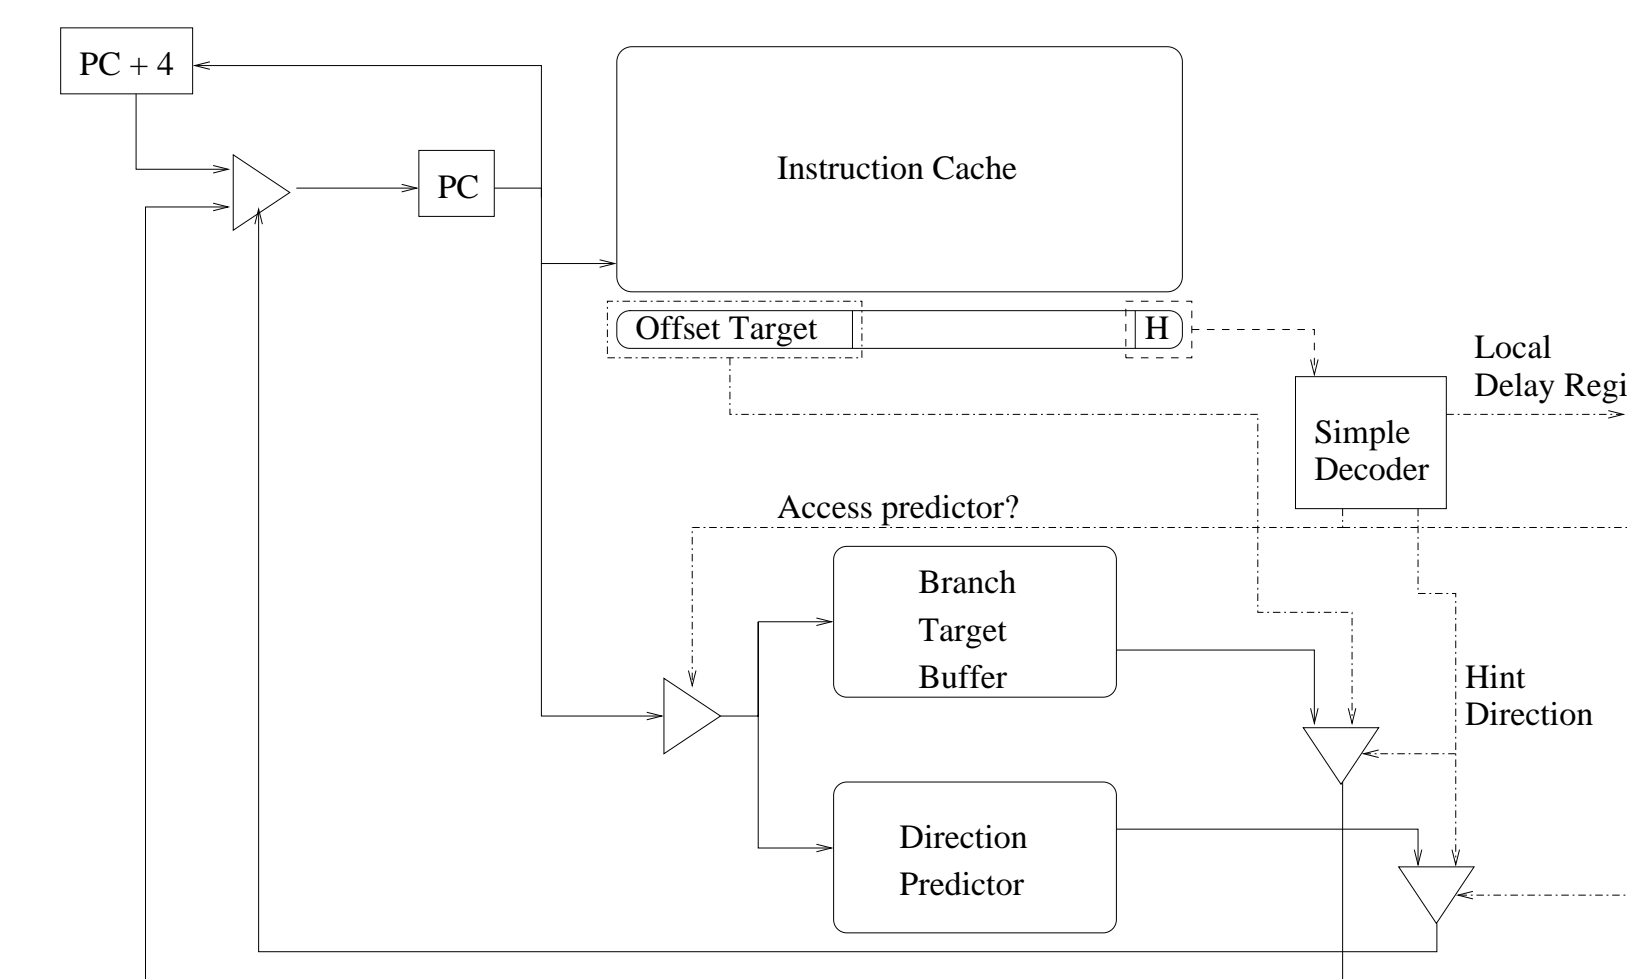 PC + 4
PC
Instruction Cache
Offset Target
H
Local
Delay Regi
Simple
Decoder
Access predictor?
Branch
Target
Buffer
Hint
Direction
Direction
Predictor